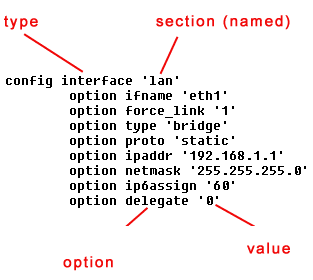 type section (named)
config interface 'lan'
option ifname 'eth1'
option force_link '1'
option type 'bridge'
option proto 'static'
option ipaddr '192.168.1.1'
option netmask '255.255.255.0'
option ip6assign '60'
option delegate '0'
value
option